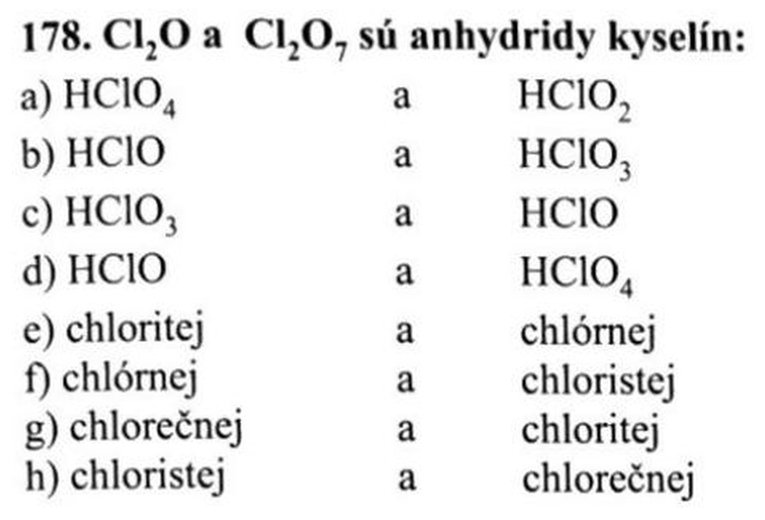 178. Cl₂O a Cl₂O₇ sú anhydridy kyselín:
a) HClO₄ a HClO₂
b) HClO a HClO₃
c) HClO₃ a HClO
d) HClO a HClO₄
e) chloritej a chlórnej
f) chlórnej a chloristej
g) chlorečnej a chloritej
h) chloristej a chlorečnej